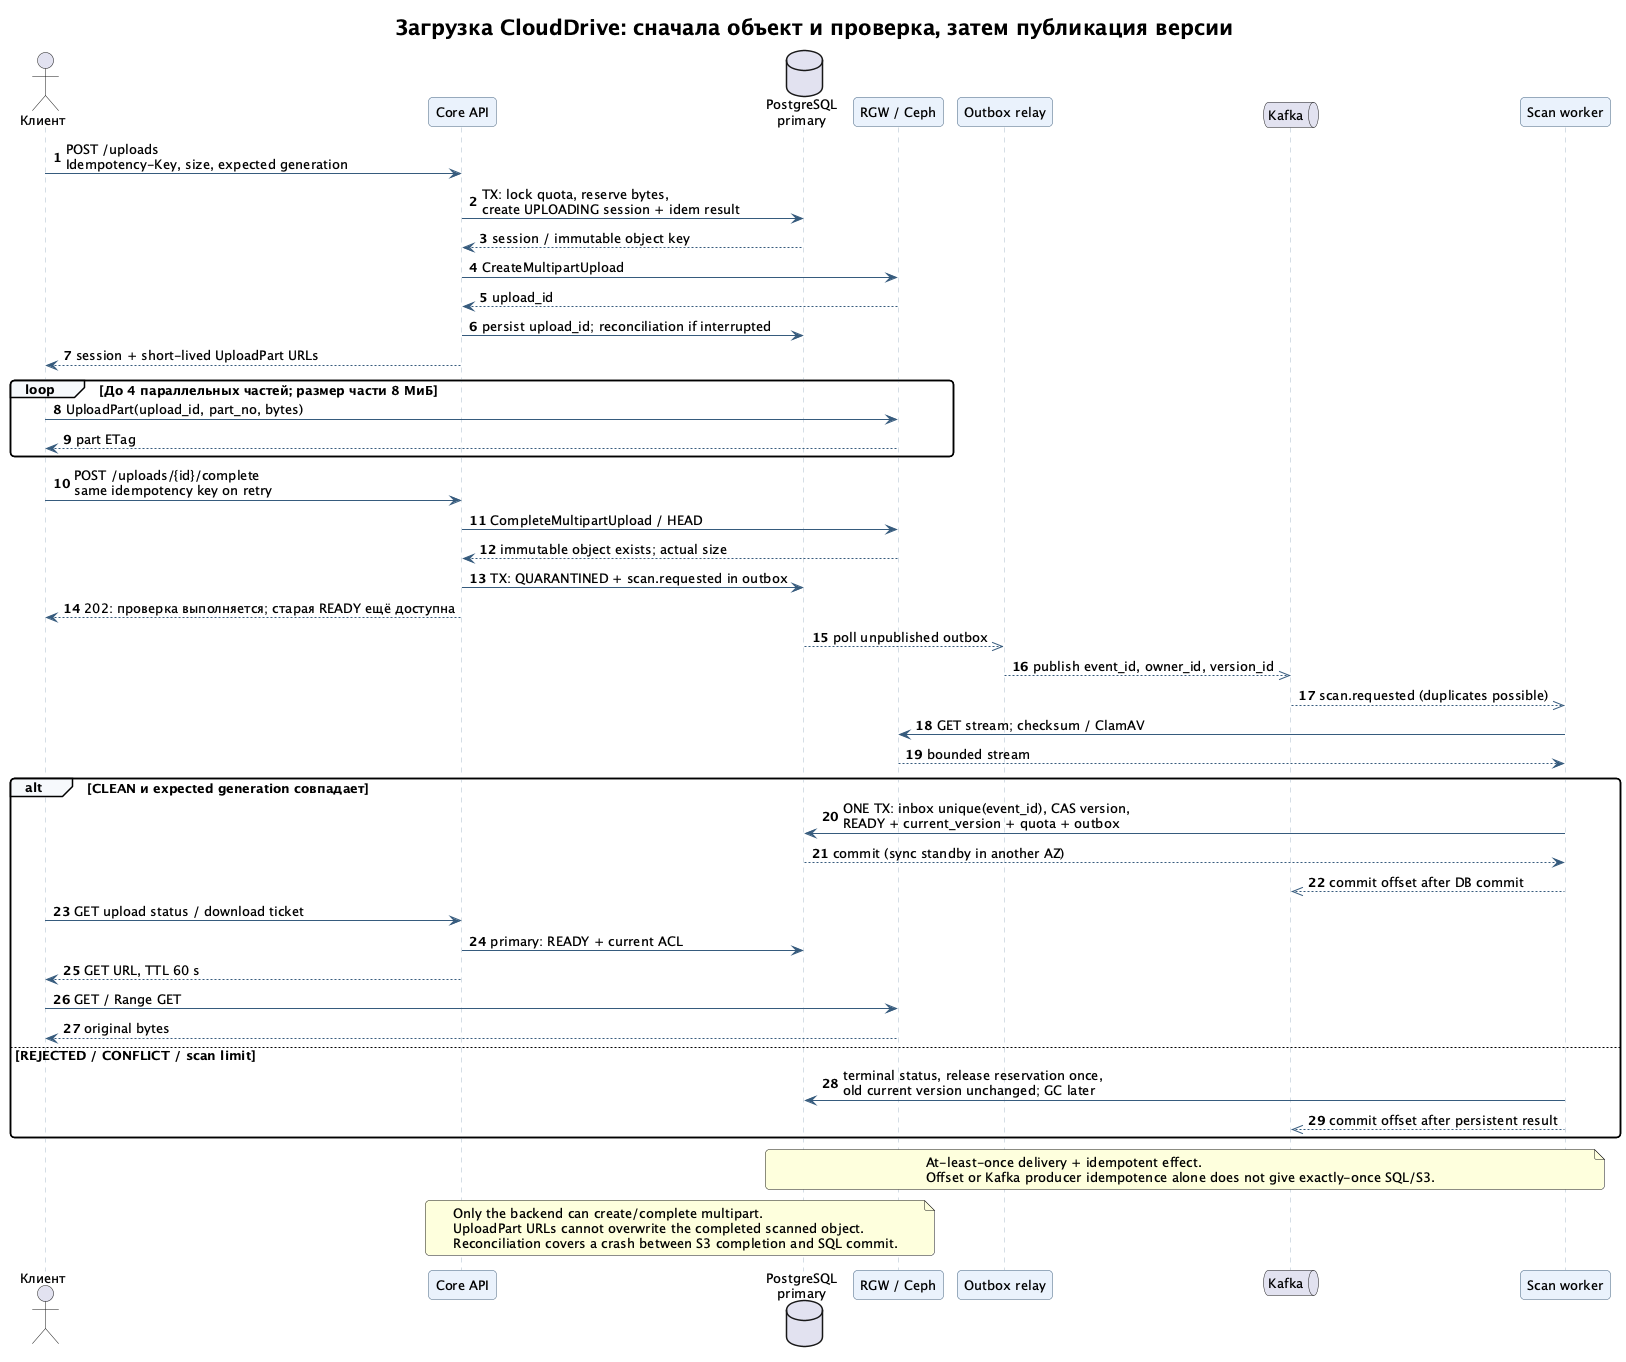 Загрузка CloudDrive: сначала объект и проверка, затем публикация версии
Клиент
Core API
PostgreSQL
primary
RGW / Ceph
Outbox relay
Kafka
Scan worker
1 POST /uploads
Idempotency-Key, size, expected generation
2 TX: lock quota, reserve bytes,
create UPLOADING session + idem result
3 session / immutable object key
4 CreateMultipartUpload
5 upload_id
6 persist upload_id; reconciliation if interrupted
7 session + short-lived UploadPart URLs
loop [До 4 параллельных частей; размер части 8 МиБ]
8 UploadPart(upload_id, part_no, bytes)
9 part ETag
10 POST /uploads/{id}/complete
same idempotency key on retry
11 CompleteMultipartUpload / HEAD
12 immutable object exists; actual size
13 TX: QUARANTINED + scan.requested in outbox
14 202: проверка выполняется; старая READY ещё доступна
15 poll unpublished outbox
16 publish event_id, owner_id, version_id
17 scan.requested (duplicates possible)
18 GET stream; checksum / ClamAV
19 bounded stream
alt [CLEAN и expected generation совпадает]
20 ONE TX: inbox unique(event_id), CAS version,
READY + current_version + quota + outbox
21 commit (sync standby in another AZ)
22 commit offset after DB commit
23 GET upload status / download ticket
24 primary: READY + current ACL
25 GET URL, TTL 60 s
26 GET / Range GET
27 original bytes
[REJECTED / CONFLICT / scan limit]
28 terminal status, release reservation once,
old current version unchanged; GC later
29 commit offset after persistent result
At-least-once delivery + idempotent effect.
Offset or Kafka producer idempotence alone does not give exactly-once SQL/S3.
Only the backend can create/complete multipart.
UploadPart URLs cannot overwrite the completed scanned object.
Reconciliation covers a crash between S3 completion and SQL commit.
Клиент
Core API
PostgreSQL
primary
RGW / Ceph
Outbox relay
Kafka
Scan worker